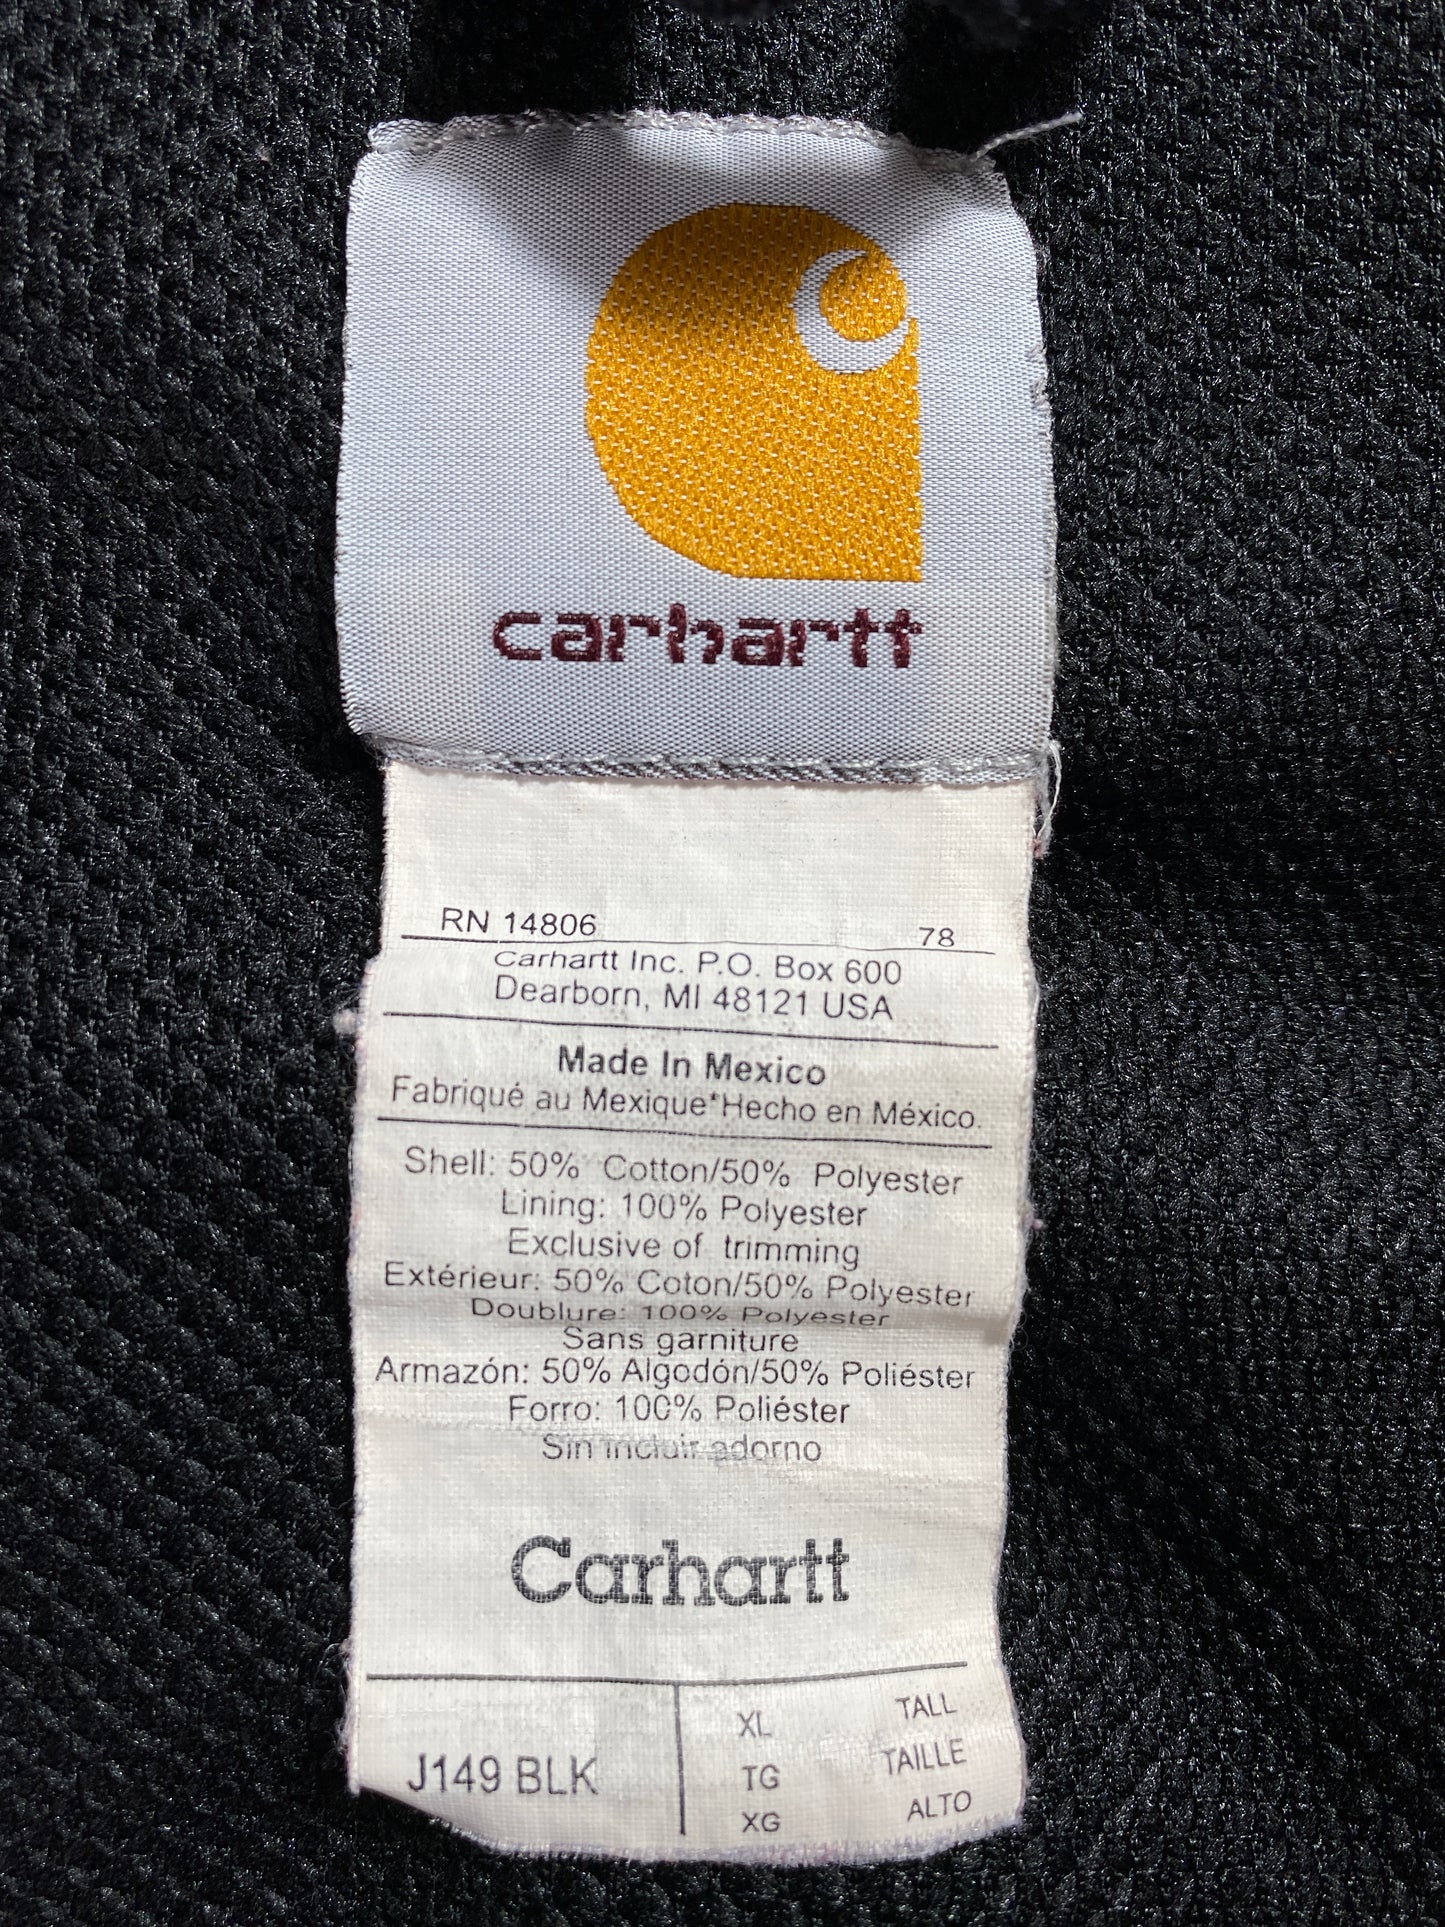 carhartt
RN 14806 78
Carhartt Inc. P.O. Box 600
Dearborn, MI 48121 USA
Made In Mexico
Fabriqué au Mexique*Hecho en México.
Shell: 50% Cotton/50% Polyester
Lining: 100% Polyester
Exclusive of trimming
Extérieur: 50% Coton/50% Polyester
Doublure: 100% Polyester
Sans garniture
Armazón: 50% Algodón/50% Poliéster
Forro: 100% Poliéster
Sin incluir adorno
Carhartt
J149 BLK
XL TALL
TG TAILLE
XG ALTO